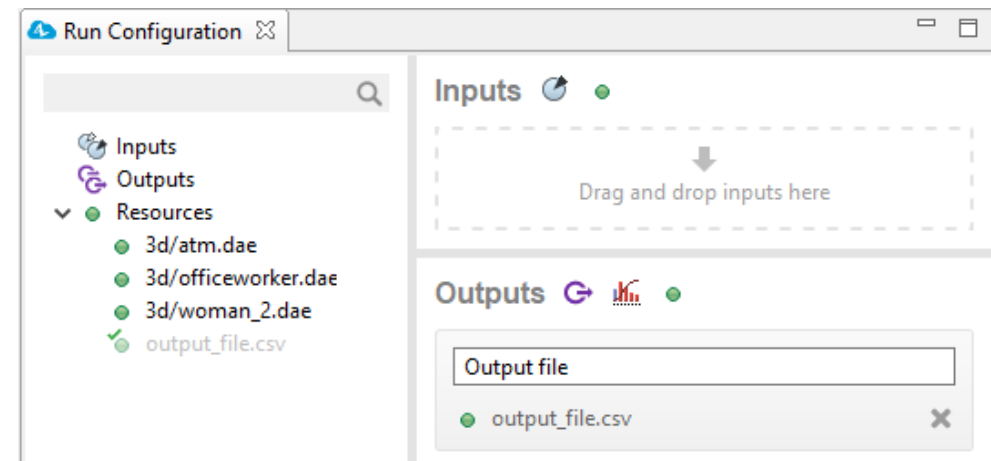 Run Configuration
Inputs
Outputs
Resources
3d/atm.dae
3d/officeworker.dae
3d/woman_2.dae
output_file.csv
Inputs
Drag and drop inputs here
Outputs
Output file
output_file.csv